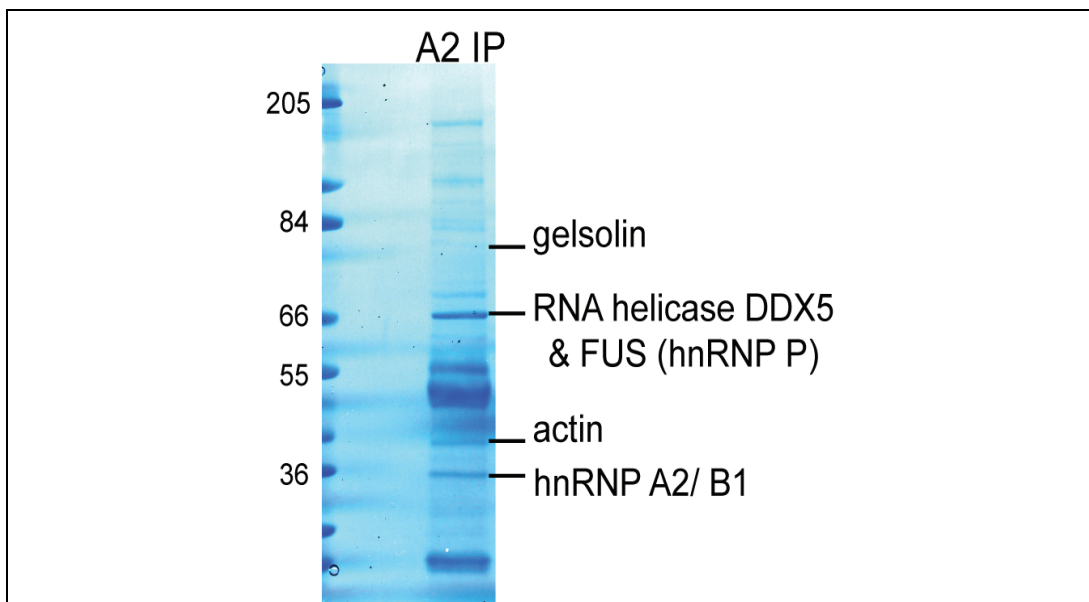 A2 IP
205
84
gelsolin
RNA helicase DDX5
66
& FUS (hnRNP P)
55
actin
36
hnRNP A2/ B1